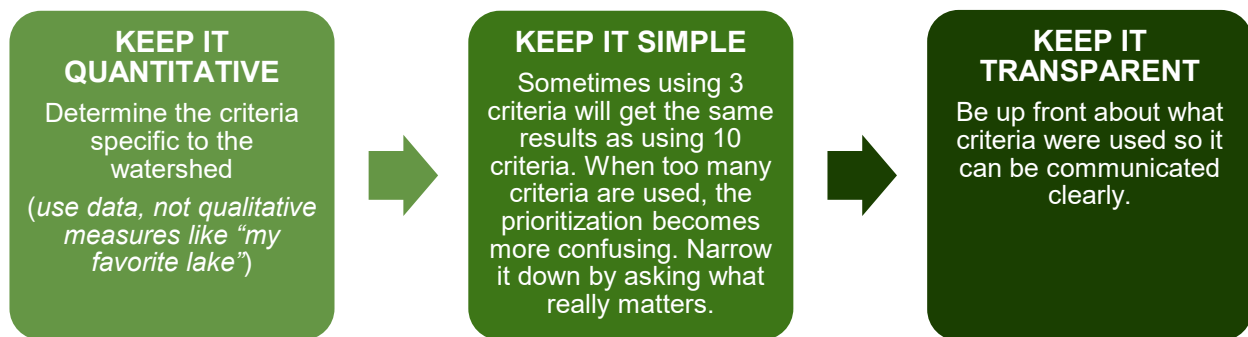 KEEP IT
QUANTITATIVE
Determine the criteria
specific to the
watershed
(use data, not qualitative
measures like “my
favorite lake”)
KEEP IT SIMPLE
Sometimes using 3
criteria will get the same
results as using 10
criteria. When too many
criteria are used, the
prioritization becomes
more confusing. Narrow
it down by asking what
really matters.
KEEP IT
TRANSPARENT
Be up front about what
criteria were used so it
can be communicated
clearly.